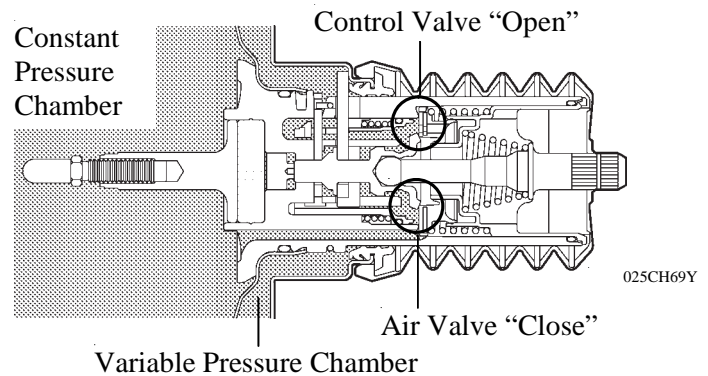 Control Valve “Open”
Constant
Pressure
Chamber
025CH69Y
Air Valve “Close”
Variable Pressure Chamber